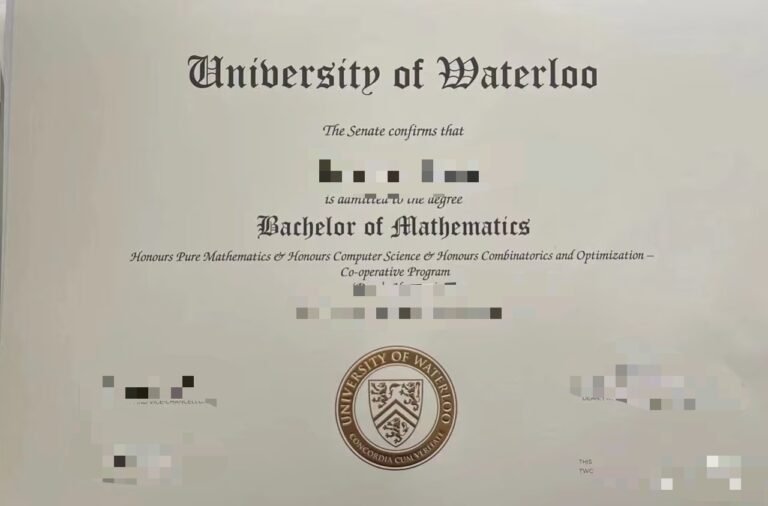 University of Waterloo
The Senate confirms that
is admitted to the degree
Bachelor of Mathematics
Honours Pure Mathematics & Honours Computer Science & Honours Combinatorics and Optimization –
Co-operative Program
UNIVERSITY OF WATERLOO
CONCORDIA CUM VERITATE
THIS